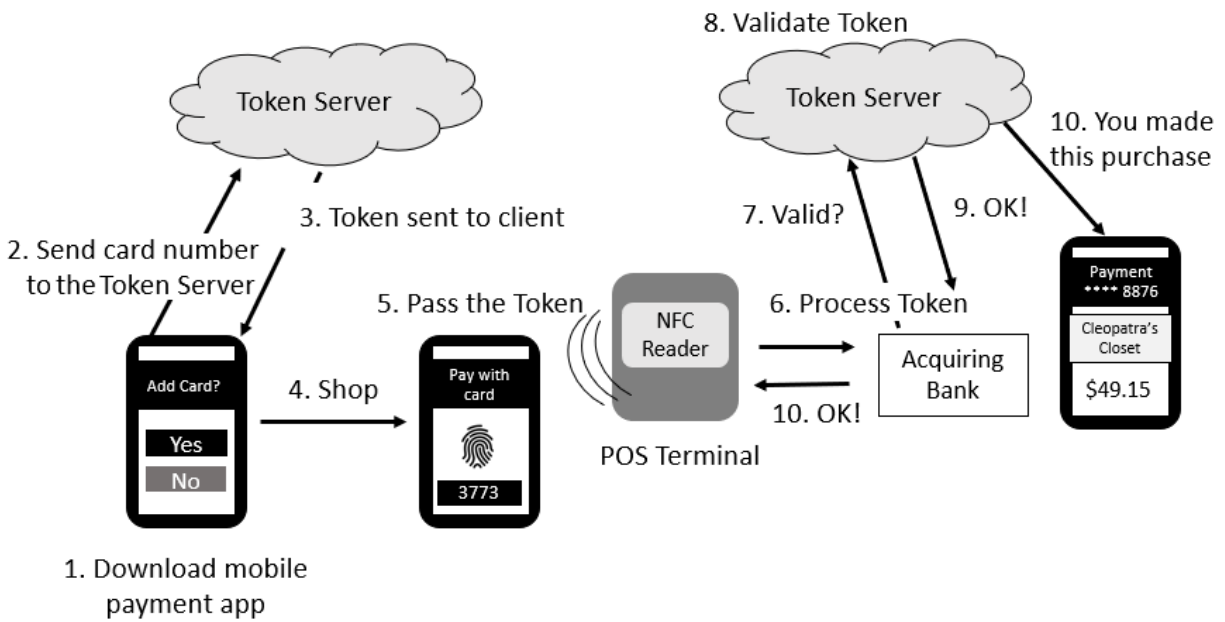 8. Validate Token
Token Server
Token Server
10. You made
this purchase
2. Send card number
to the Token Server
3. Token sent to client
7. Valid?
9. OK!
5. Pass the Token
NFC
Reader
6. Process Token
Payment
**** 8876
Cleopatra's
Closet
$49.15
Add Card?
Yes
No
4. Shop
Pay with
card
3773
10. OK!
Acquiring
Bank
POS Terminal
1. Download mobile
payment app